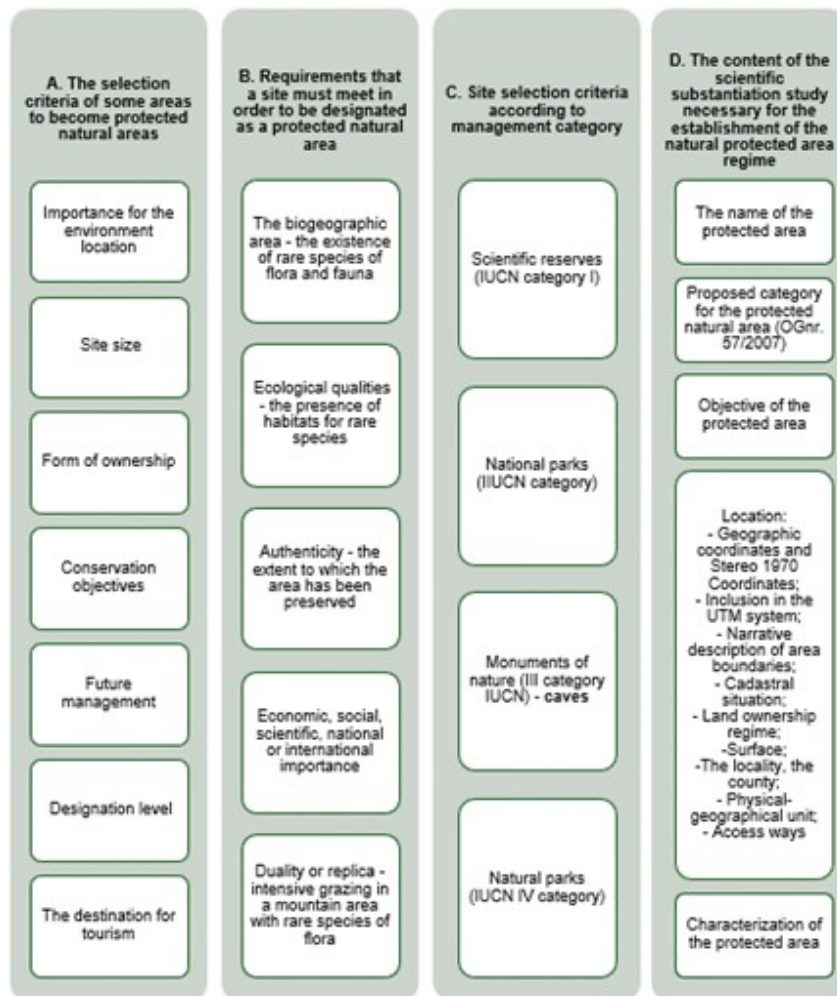 A. The selection
criteria of some areas
to become protected
natural areas
Importance for the
environment
location
Site size
Form of ownership
Conservation
objectives
Future
management
Designation level
The destination for
tourism
B. Requirements that
a site must meet in
order to be designated
as a protected natural
area
The biogeographic
area - the existence
of rare species of
flora and fauna
Ecological qualities
- the presence of
habitats for rare
species
Authenticity - the
extent to which the
area has been
preserved
Economic, social,
scientific, national
or international
importance
Duality or replica -
intensive grazing in
a mountain area
with rare species of
flora
C. Site selection criteria
according to
management category
Scientific reserves
(IUCN category I)
National parks
(IIUCN category)
Monuments of
nature (III category
IUCN) - caves
Natural parks
(IUCN IV category)
D. The content of the
scientific
substantiation study
necessary for the
establishment of the
natural protected area
regime
The name of the
protected area
Proposed category
for the protected
natural area (OGnr.
57/2007)
Objective of the
protected area
Location:
- Geographic
coordinates and
Stereo 1970
Coordinates;
- Inclusion in the
UTM system;
- Narrative
description of area
boundaries;
- Cadastral
situation;
- Land ownership
regime;
-Surface;
-The locality, the
county;
- Physical-
geographical unit;
- Access ways
Characterization of
the protected area